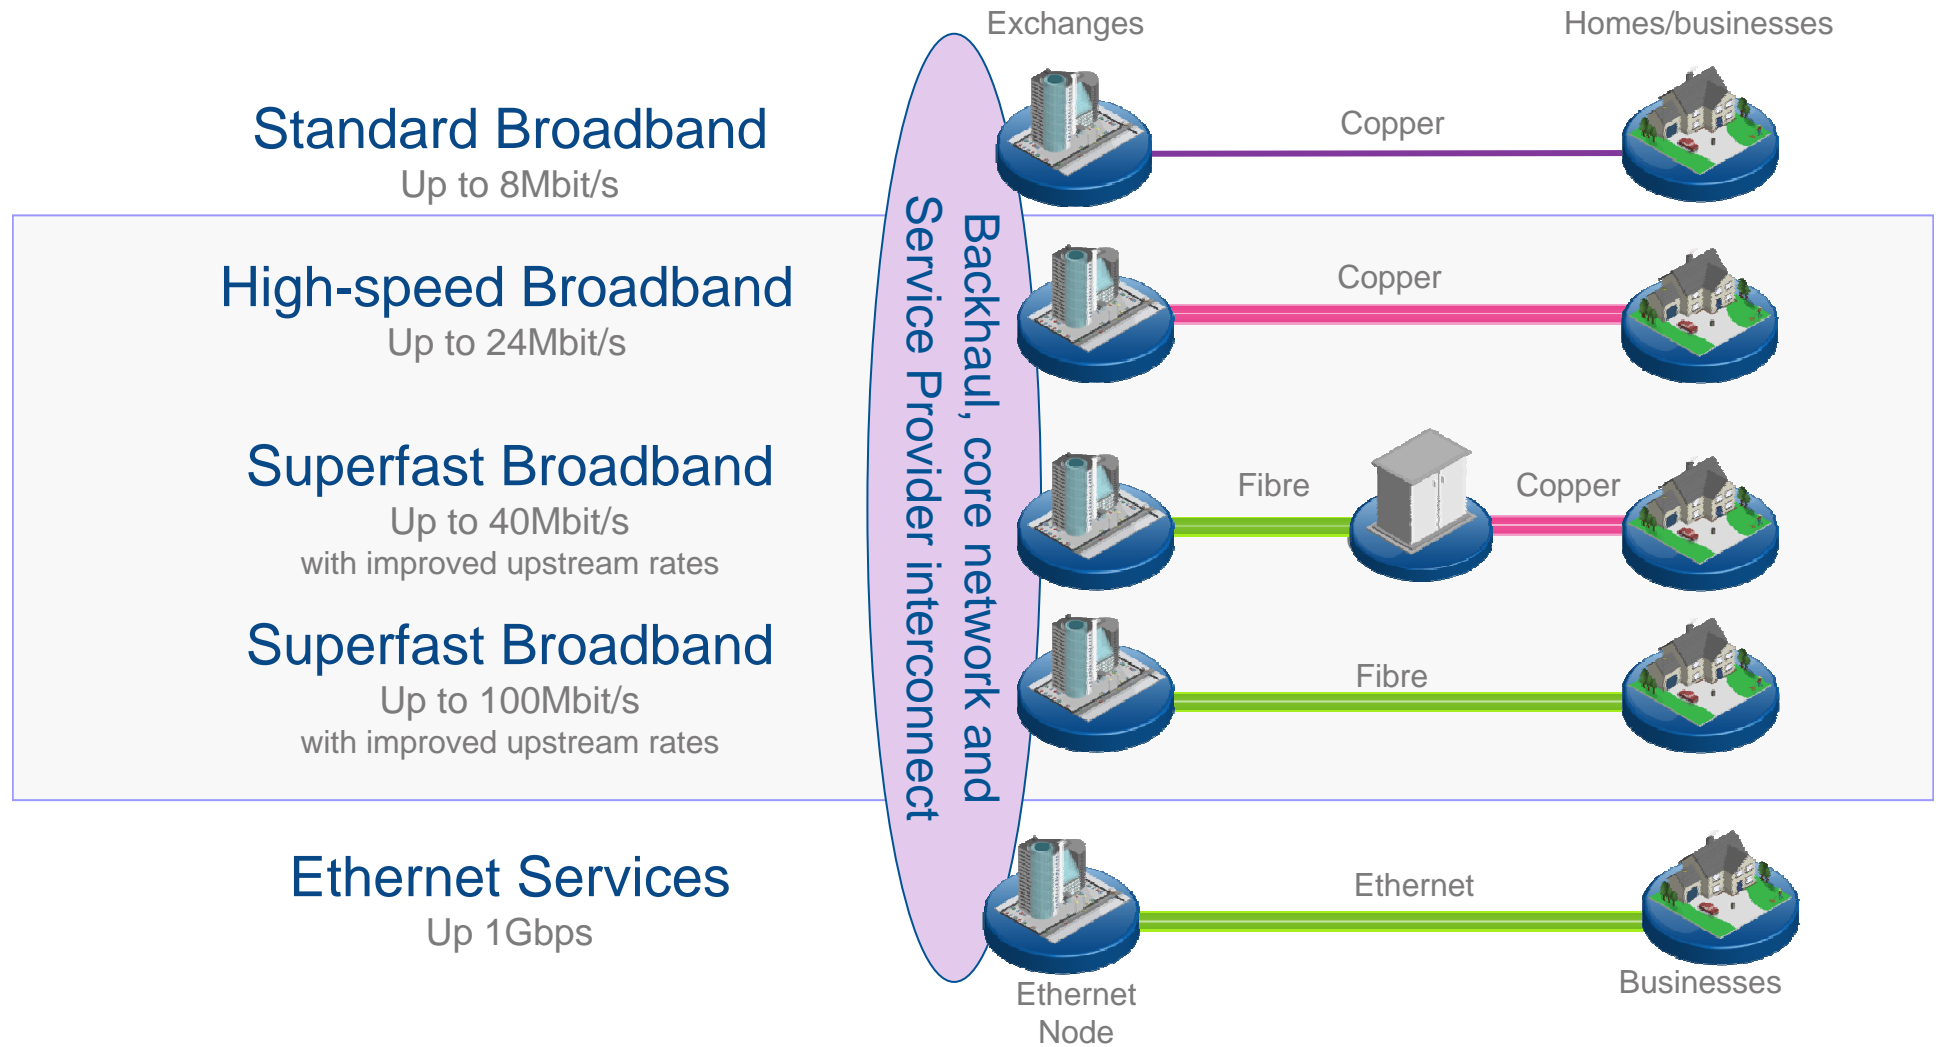 Exchanges
Homes/businesses
Standard Broadband
Up to 8Mbit/s
Copper
High-speed Broadband
Up to 24Mbit/s
Copper
Superfast Broadband
Up to 40Mbit/s
with improved upstream rates
Fibre
Copper
Superfast Broadband
Up to 100Mbit/s
with improved upstream rates
Fibre
Backhaul, core network and
Service Provider interconnect
Ethernet Services
Up 1Gbps
Ethernet
Ethernet
Node
Businesses